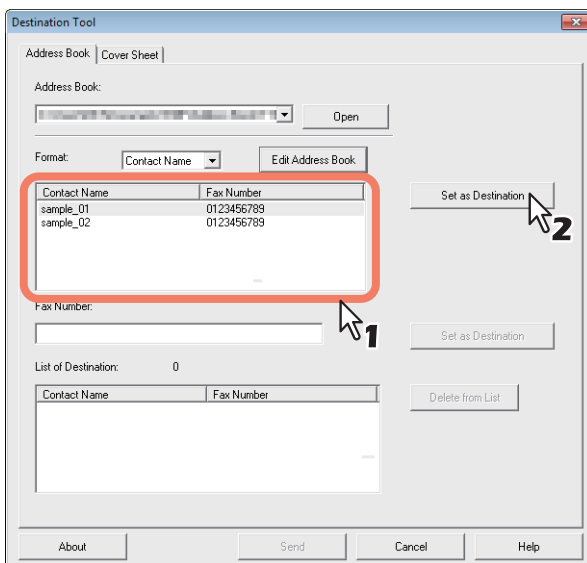 Destination Tool
Address Book Cover Sheet
Address Book:
Open
Format: Contact Name Edit Address Book
Contact Name Fax Number
sample_01 0123456789
sample_02 0123456789
Set as Destination
2
1
Fax Number:
Set as Destination
List of Destination: 0
Contact Name Fax Number
Delete from List
About Send Cancel Help